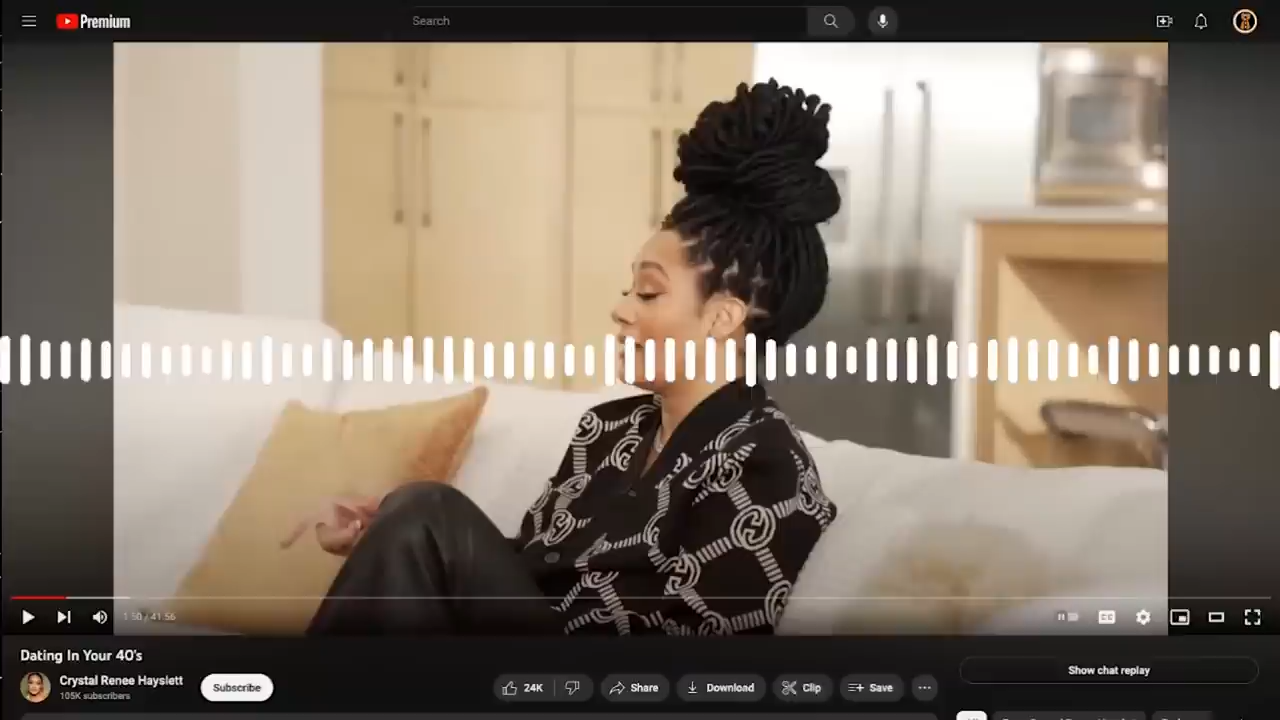 Premium
Search
1:50 / 41:56
Dating In Your 40's
Crystal Renee Hayslett
105K subscribers
Subscribe
24K
Share
Download
Clip
Save
Show chat replay